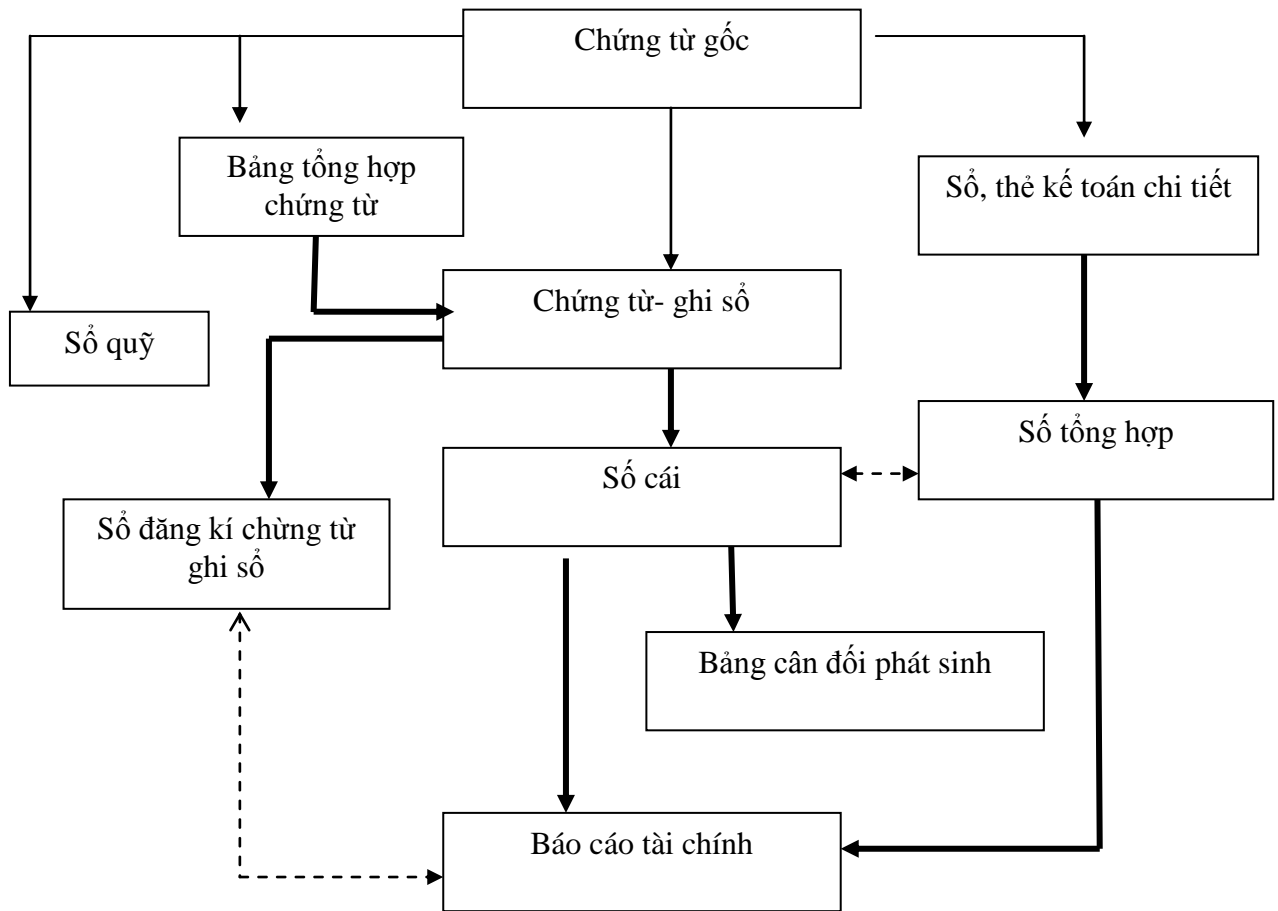 Chứng từ gốc
Bảng tổng hợp
chứng từ
Sổ, thẻ kế toán chi tiết
Chứng từ- ghi sổ
Sổ quỹ
Số tổng hợp
Số cái
Sổ đăng kí chừng từ
ghi sổ
Bảng cân đối phát sinh
Báo cáo tài chính